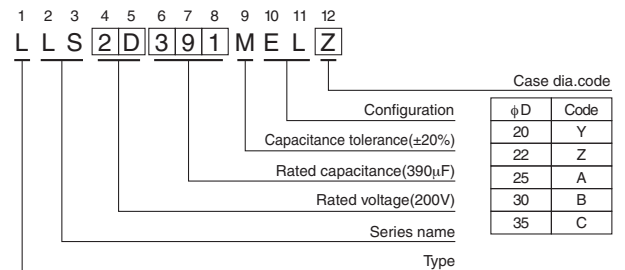 1 2 3 4 5 6 7 8 9 10 11 12
L L S 2 D 3 9 1 M E L Z
Case dia.code
Configuration
Capacitance tolerance(±20%)
Rated capacitance(390μF)
Rated voltage(200V)
Series name
Type
φD Code
20 Y
22 Z
25 A
30 B
35 C